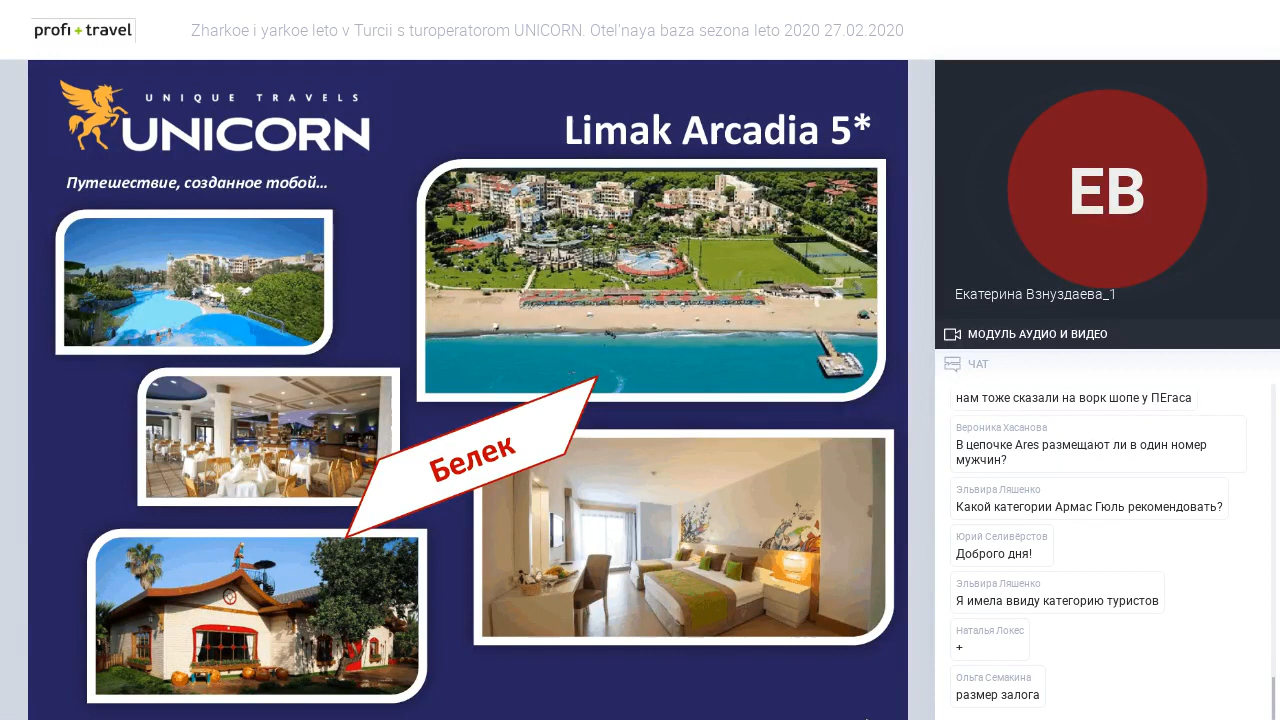 profi + travel
Zharkoe i yarkoe leto v Turcii s turoperatorom UNICORN. Otel'naya baza sezona leto 2020 27.02.2020
UNIQUE TRAVELS
UNICORN
Путешествие, созданное тобой...
Limak Arcadia 5*
Белек
ЕВ
Екатерина Взнуздаева_1
МОДУЛЬ АУДИО И ВИДЕО
ЧАТ
нам тоже сказали на ворк шопе у ПЕгаса
Вероника Хасанова
В цепочке Ares размещают ли в один номер
мужчин?
Эльвира Ляшенко
Какой категории Армас Гюль рекомендовать?
Юрий Селивёрстов
Доброго дня!
Эльвира Ляшенко
Я имела ввиду категорию туристов
Наталья Локес
+
Ольга Семакина
размер залога